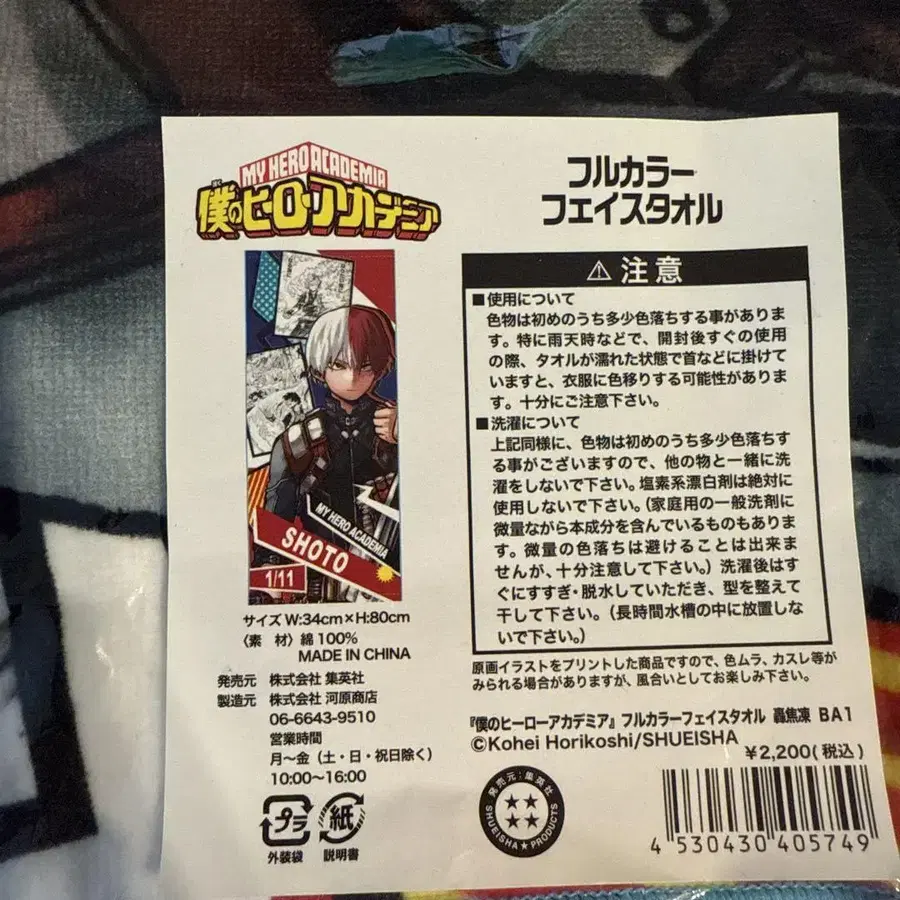 MY HERO ACADEMIA
ぼく
僕のヒーローアカデミア
フルカラー
フェイスタオル
MY HERO ACADEMIA
SHOTO
1/11
サイズ W:34cm×H:80cm
〈素 材〉綿 100%
MADE IN CHINA
発売元 株式会社 集英社
製造元 株式会社 河原商店
06-6643-9510
営業時間
月〜金（土・日・祝日除く）
10:00〜16:00
プラ
外装袋
紙
説明書
⚠注意
■使用について
色物は初めのうち多少色落ちする事がありま
す。特に雨天時などで、開封後すぐの使用
の際、タオルが濡れた状態で首などに掛けて
いますと、衣服に色移りする可能性がありま
す。十分にご注意下さい。
■洗濯について
上記同様に、色物は初めのうち多少色落ちす
る事がございますので、他の物と一緒に洗
濯をしないで下さい。塩素系漂白剤は絶対に
使用しないで下さい。（家庭用の一般洗剤に
微量ながら本成分を含んでいるものもありま
す。微量の色落ちは避けることは出来ま
せんが、十分注意して下さい。）洗濯後はす
ぐにすすぎ・脱水していただき、型を整えて
干して下さい。（長時間水槽の中に放置しな
いで下さい。）
原画イラストをプリントした商品ですので、色ムラ、カスレ等が
みられる場合がありますが、風合いとしてお楽しみ下さい。
『僕のヒーローアカデミア』フルカラーフェイスタオル 轟焦凍 BA1
©Kohei Horikoshi/SHUEISHA
¥2,200（税込）
発売元：集英社
SHUEISHA★PRODUCTS
4 530430 405749